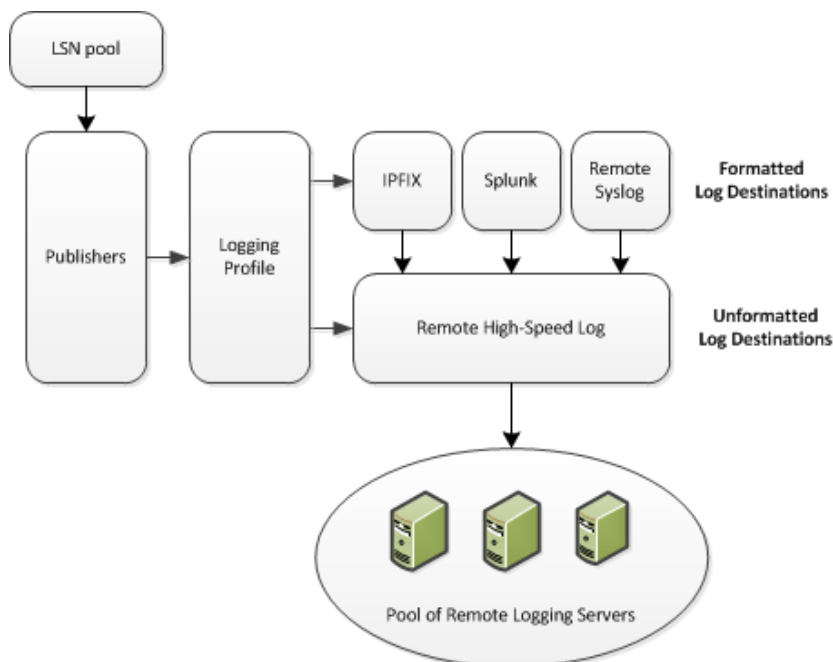 LSN pool
Publishers
Logging
Profile
IPFIX
Splunk
Remote
Syslog
Formatted
Log Destinations
Remote High-Speed Log
Unformatted
Log Destinations
Pool of Remote Logging Servers